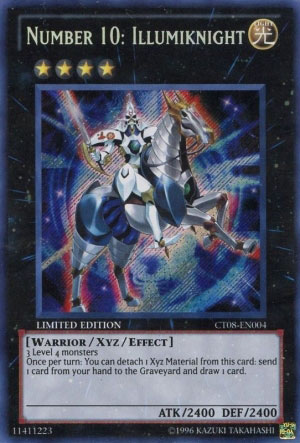 NUMBER 10: ILLUMIKNIGHT
LIGHT
光
LIMITED EDITION
CT08-EN004
[WARRIOR / XYZ / EFFECT]
3 Level 4 monsters
Once per turn: You can detach 1 Xyz Material from this card: send
1 card from your hand to the Graveyard and draw 1 card.
ATK/2400 DEF/2400
11411223
©1996 KAZUKI TAKAHASHI